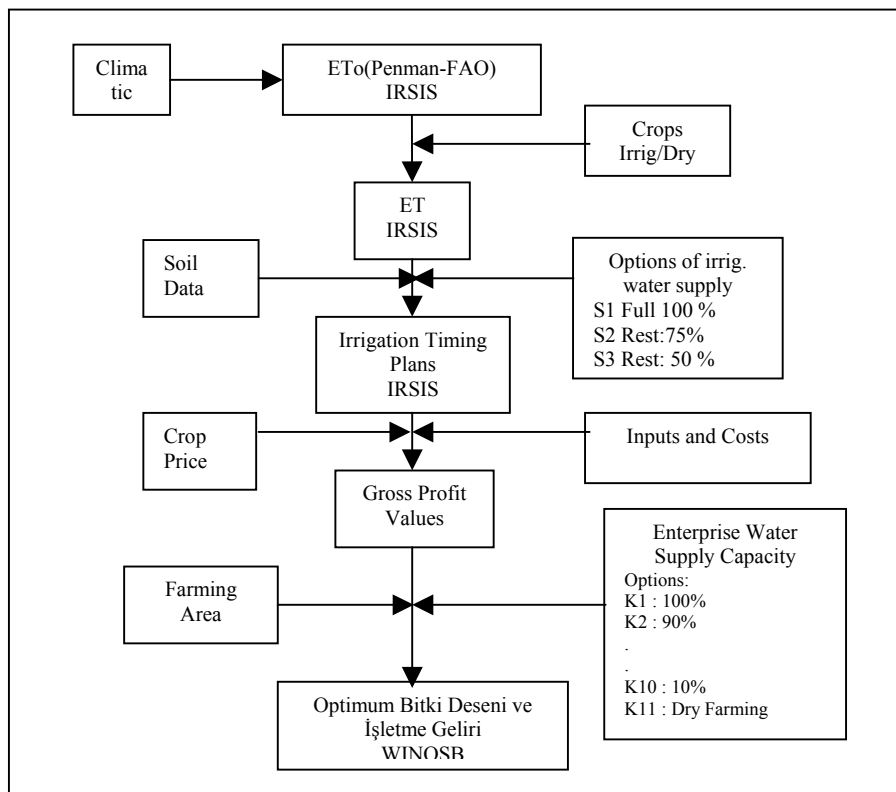 Clima
tic
ETo(Penman-FAO)
IRSIS
Crops
Irrig/Dry
ET
IRSIS
Soil
Data
Options of irrig.
water supply
S1 Full 100 %
S2 Rest:75%
S3 Rest: 50 %
Irrigation Timing
Plans
IRSIS
Crop
Price
Inputs and Costs
Gross Profit
Values
Enterprise Water
Supply Capacity
Options:
K1 : 100%
K2 : 90%
.
.
K10 : 10%
K11 : Dry Farming
Farming
Area
Optimum Bitki Deseni ve
İşletme Geliri
WINQSB